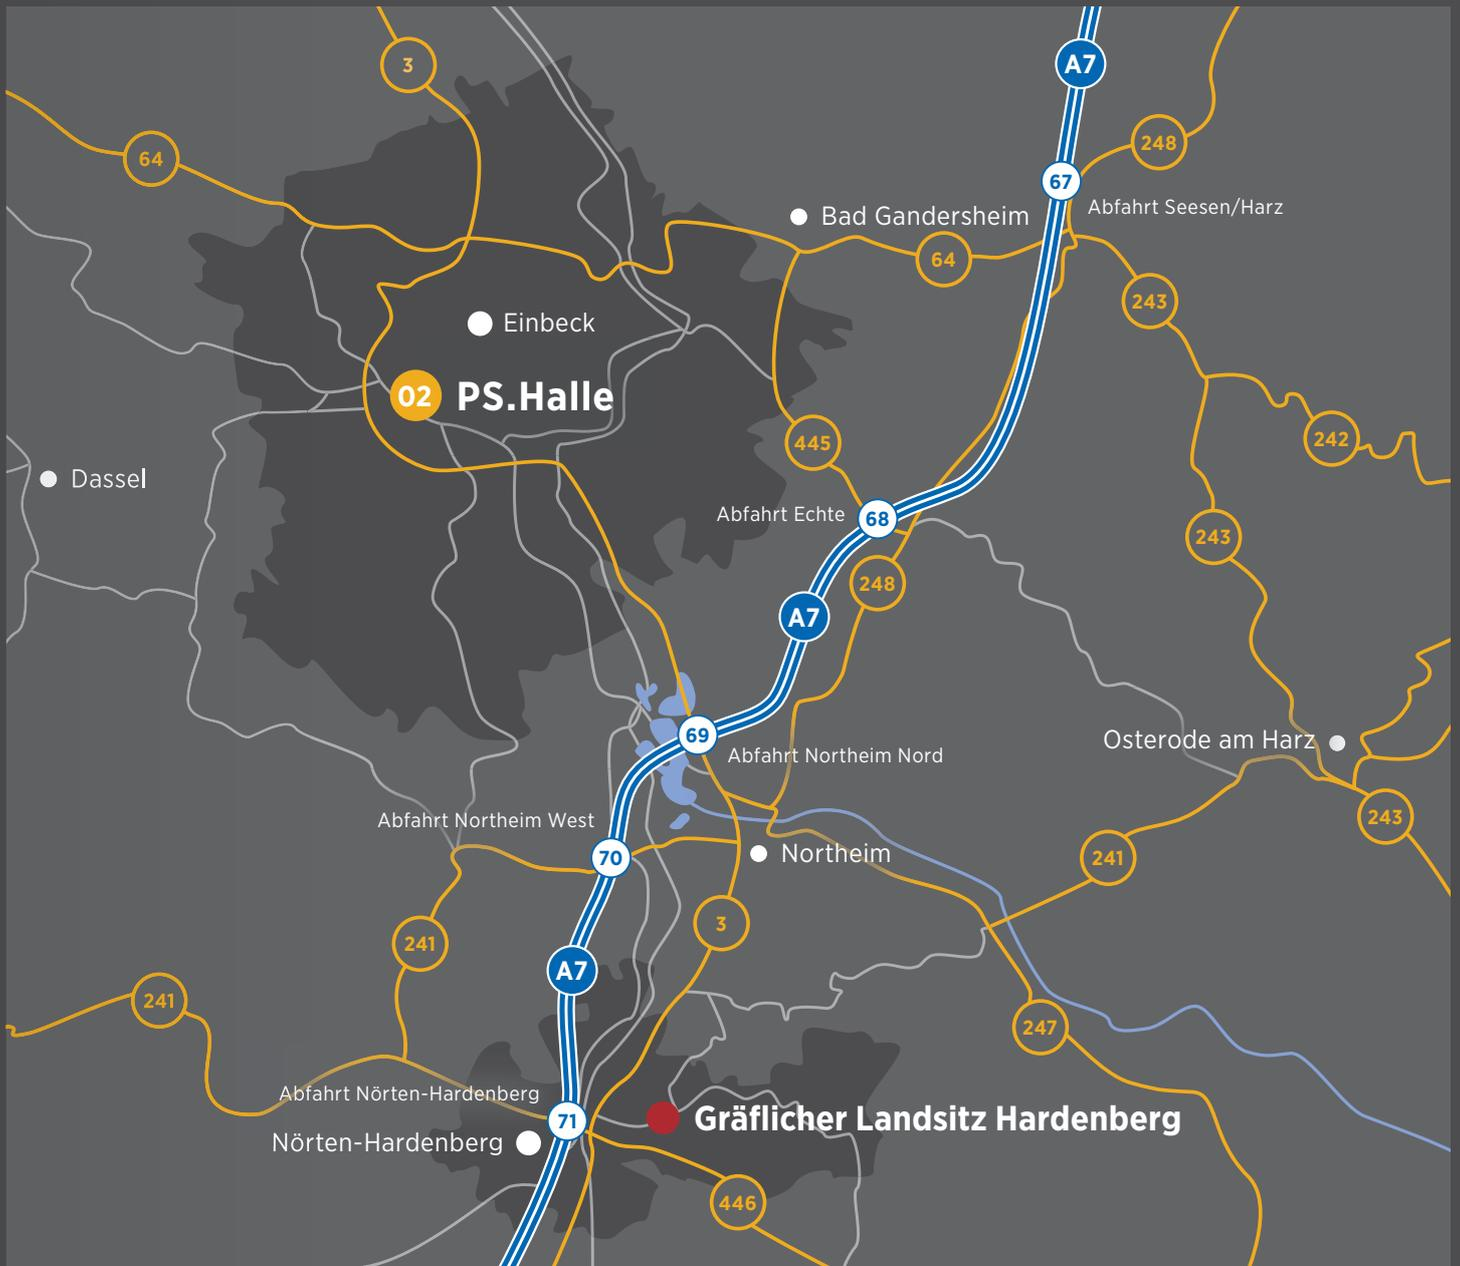 3
A7
64
248
67
Abfahrt Seesen/Harz
Bad Gandersheim
64
243
Einbeck
02 PS.Halle
445
242
Dassel
Abfahrt Echte
68
243
248
A7
69
Abfahrt Northeim Nord
Osterode am Harz
Abfahrt Northeim West
243
70
Northeim
241
3
241
A7
241
247
Abfahrt Nörten-Hardenberg
71
Gräflicher Landsitz Hardenberg
Nörten-Hardenberg
446